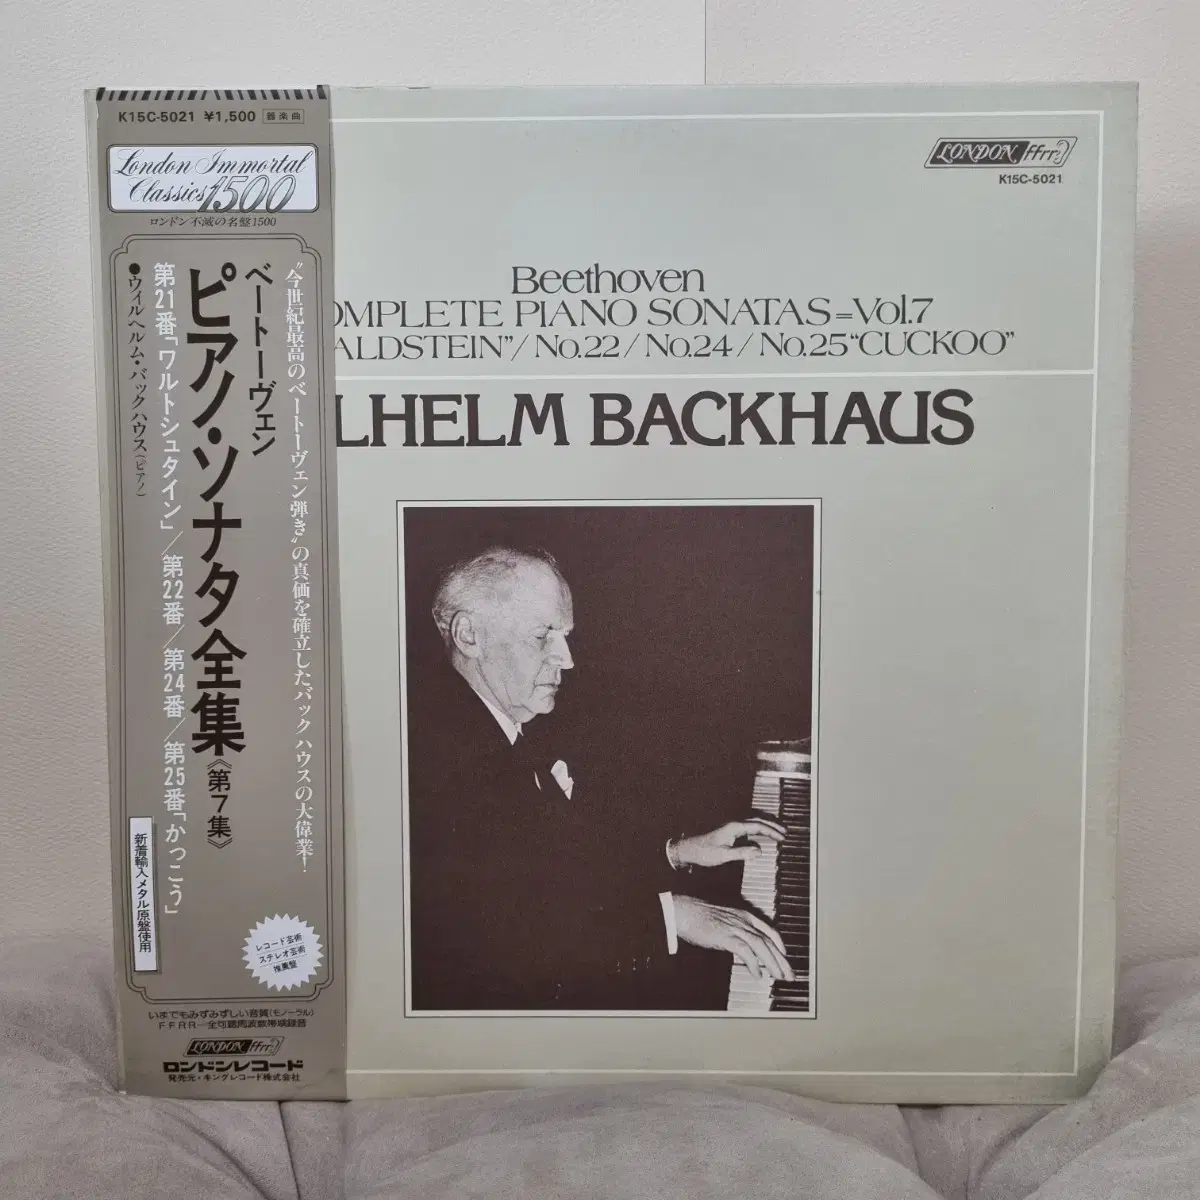 K15C-5021 ¥1,500 音楽曲
London Immortal
Classics 1500
ロンドン不滅の名盤1500
“今世紀最高のベートーヴェン弾き”の真価を確立したバックハウスの大偉業!
ベートーヴェン
ピアノ・ソナタ全集《第7集》
第21番「ワルトシュタイン」/第22番/第24番/第25番「かっこう」
●ウィルヘルム・バックハウス(ピアノ)
新着輸入メタル原盤使用
レコード芸術
ステレオ芸術
推薦盤
いまでもみずみずしい音質(モノーラル)
FFRR—全可聴周波数帯域録音
LONDON ffrr
ロンドンレコード
発売元・キングレコード株式会社
LONDON ffrr
K15C-5021
Beethoven
OMPLETE PIANO SONATAS=Vol.7
ALDSTEIN”/No.22/No.24/No.25“CUCKOO”
LHELM BACKHAUS